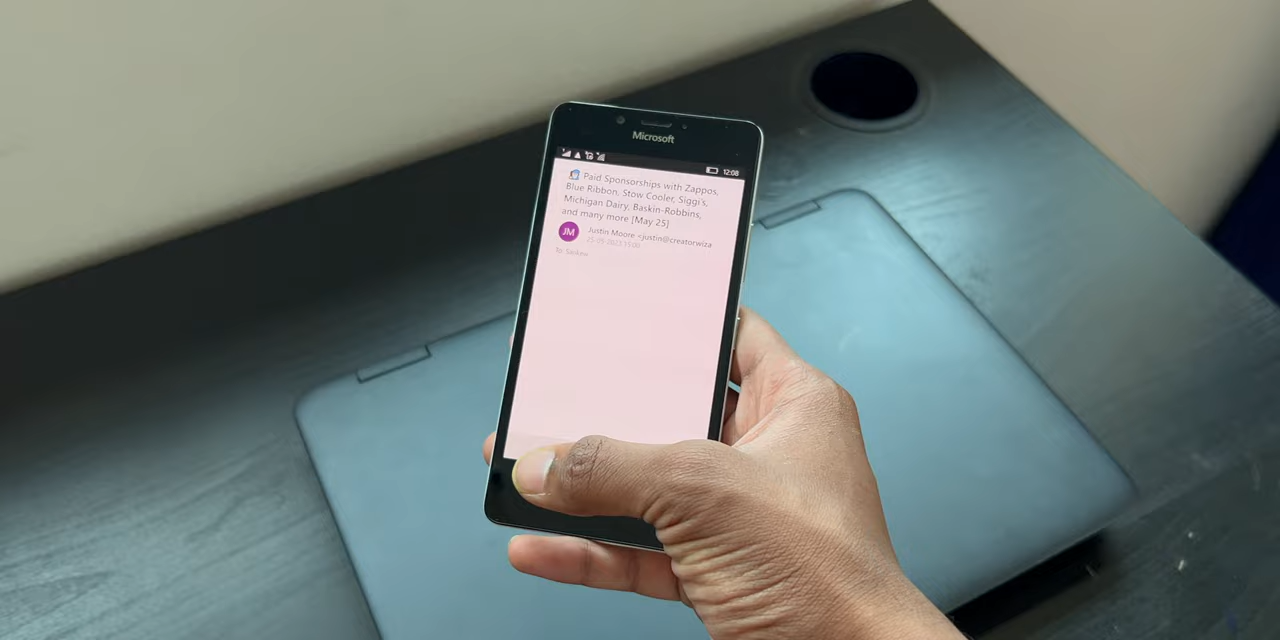 Microsoft
12:08
Paid Sponsorships with Zappos,
Blue Ribbon, Stow Cooler, Siggi's,
Michigan Dairy, Baskin-Robbins,
and many more [May 25]
JM
Justin Moore <justin@creatorwiza
To: